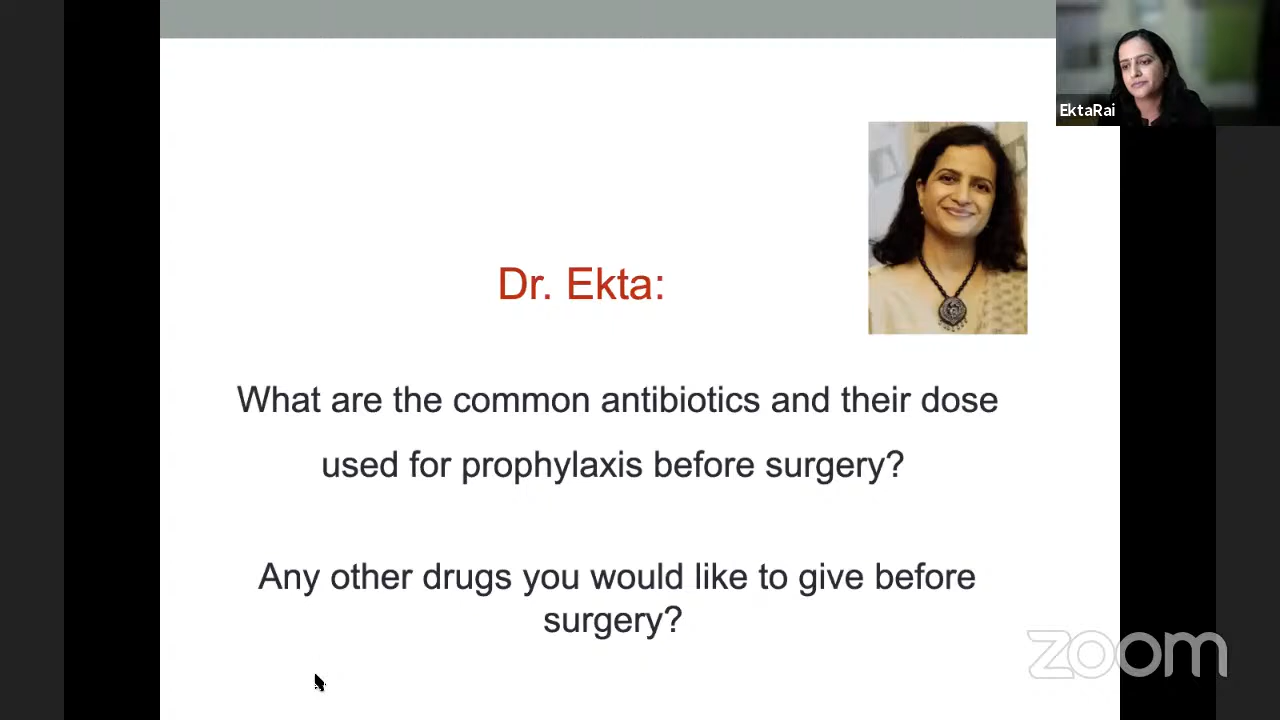 EktaRai
Dr. Ekta:
What are the common antibiotics and their dose
used for prophylaxis before surgery?
Any other drugs you would like to give before
surgery?
zoom